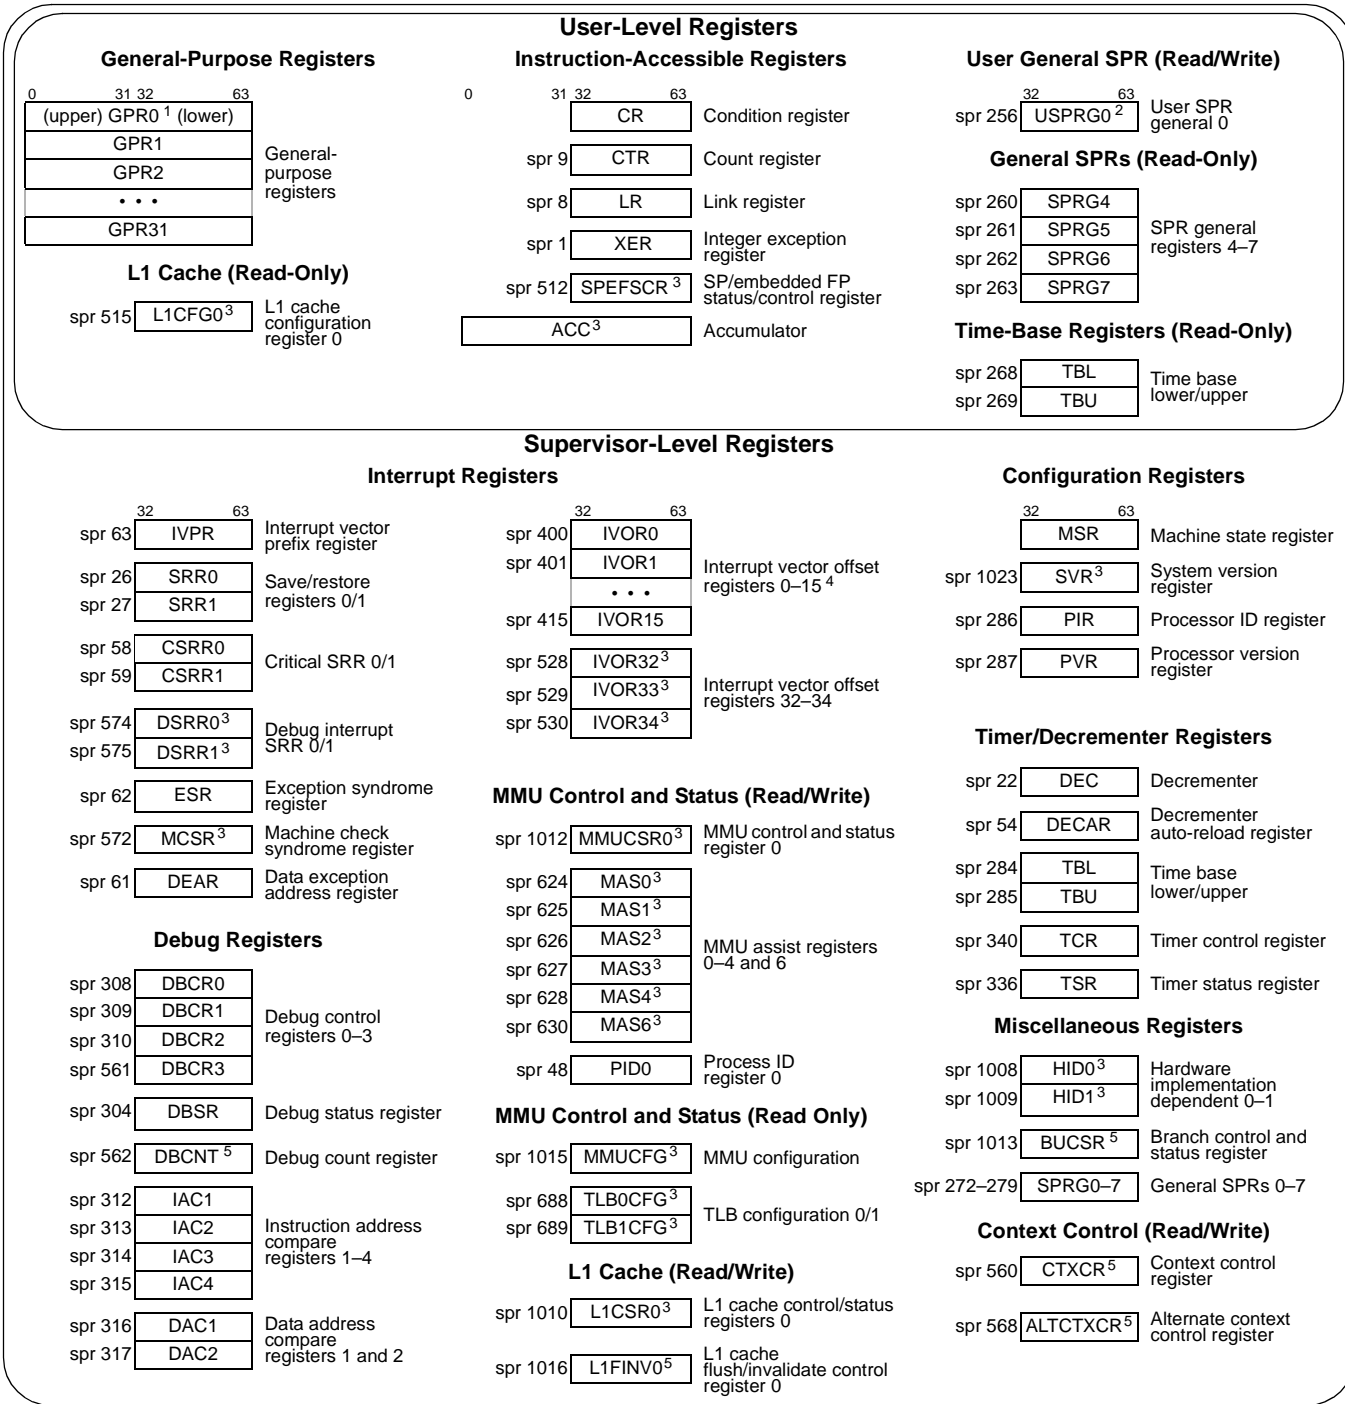 User-Level Registers
General-Purpose Registers
0 31 32 63
(upper) GPR0 1 (lower)
GPR1
GPR2
• • •
GPR31
General-
purpose
registers
L1 Cache (Read-Only)
spr 515 L1CFG0 3 L1 cache
configuration
register 0
Instruction-Accessible Registers
0 31 32 63
CR Condition register
spr 9 CTR Count register
spr 8 LR Link register
spr 1 XER Integer exception
register
spr 512 SPEFSCR 3 SP/embedded FP
status/control register
ACC 3 Accumulator
User General SPR (Read/Write)
32 63
spr 256 USPRG0 2 User SPR
general 0
General SPRs (Read-Only)
spr 260 SPRG4
spr 261 SPRG5
spr 262 SPRG6
spr 263 SPRG7
SPR general
registers 4–7
Time-Base Registers (Read-Only)
spr 268 TBL
spr 269 TBU
Time base
lower/upper
Supervisor-Level Registers
Interrupt Registers
32 63
spr 63 IVPR Interrupt vector
prefix register
spr 26 SRR0
spr 27 SRR1
Save/restore
registers 0/1
spr 58 CSRR0
spr 59 CSRR1
Critical SRR 0/1
spr 574 DSRR0 3
spr 575 DSRR1 3
Debug interrupt
SRR 0/1
spr 62 ESR Exception syndrome
register
spr 572 MCSR 3 Machine check
syndrome register
spr 61 DEAR Data exception
address register
Debug Registers
spr 308 DBCR0
spr 309 DBCR1
spr 310 DBCR2
spr 561 DBCR3
Debug control
registers 0–3
spr 304 DBSR Debug status register
spr 562 DBCNT 5 Debug count register
spr 312 IAC1
spr 313 IAC2
spr 314 IAC3
spr 315 IAC4
Instruction address
compare
registers 1–4
spr 316 DAC1
spr 317 DAC2
Data address
compare
registers 1 and 2
32 63
spr 400 IVOR0
spr 401 IVOR1
• • •
spr 415 IVOR15
Interrupt vector offset
registers 0–15 4
spr 528 IVOR32 3
spr 529 IVOR33 3
spr 530 IVOR34 3
Interrupt vector offset
registers 32–34
MMU Control and Status (Read/Write)
spr 1012 MMUCSR0 3 MMU control and status
register 0
spr 624 MAS0 3
spr 625 MAS1 3
spr 626 MAS2 3
spr 627 MAS3 3
spr 628 MAS4 3
spr 630 MAS6 3
MMU assist registers
0–4 and 6
spr 48 PID0 Process ID
register 0
MMU Control and Status (Read Only)
spr 1015 MMUCFG 3 MMU configuration
spr 688 TLB0CFG 3
spr 689 TLB1CFG 3
TLB configuration 0/1
L1 Cache (Read/Write)
spr 1010 L1CSR0 3 L1 cache control/status
registers 0
spr 1016 L1FINV0 5 L1 cache
flush/invalidate control
register 0
Configuration Registers
32 63
MSR Machine state register
spr 1023 SVR 3 System version
register
spr 286 PIR Processor ID register
spr 287 PVR Processor version
register
Timer/Decrementer Registers
spr 22 DEC Decrementer
spr 54 DECAR Decrementer
auto-reload register
spr 284 TBL
spr 285 TBU
Time base
lower/upper
spr 340 TCR Timer control register
spr 336 TSR Timer status register
Miscellaneous Registers
spr 1008 HID0 3
spr 1009 HID1 3
Hardware
implementation
dependent 0–1
spr 1013 BUCSR 5 Branch control and
status register
spr 272–279 SPRG0–7 General SPRs 0–7
Context Control (Read/Write)
spr 560 CTXCR 5 Context control
register
spr 568 ALTCTXCR 5 Alternate context
control register